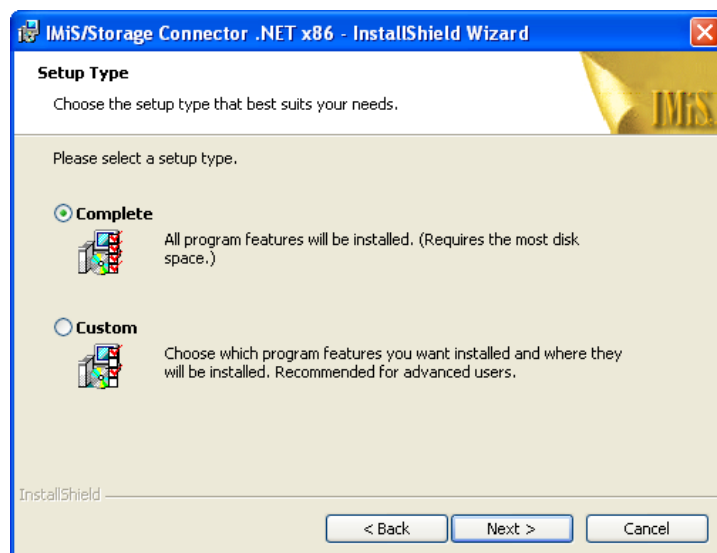 IMiS/Storage Connector .NET x86 - InstallShield Wizard
Setup Type
Choose the setup type that best suits your needs.
IMiS
Please select a setup type.
Complete
All program features will be installed. (Requires the most disk
space.)
Custom
Choose which program features you want installed and where they
will be installed. Recommended for advanced users.
InstallShield
< Back
Next >
Cancel